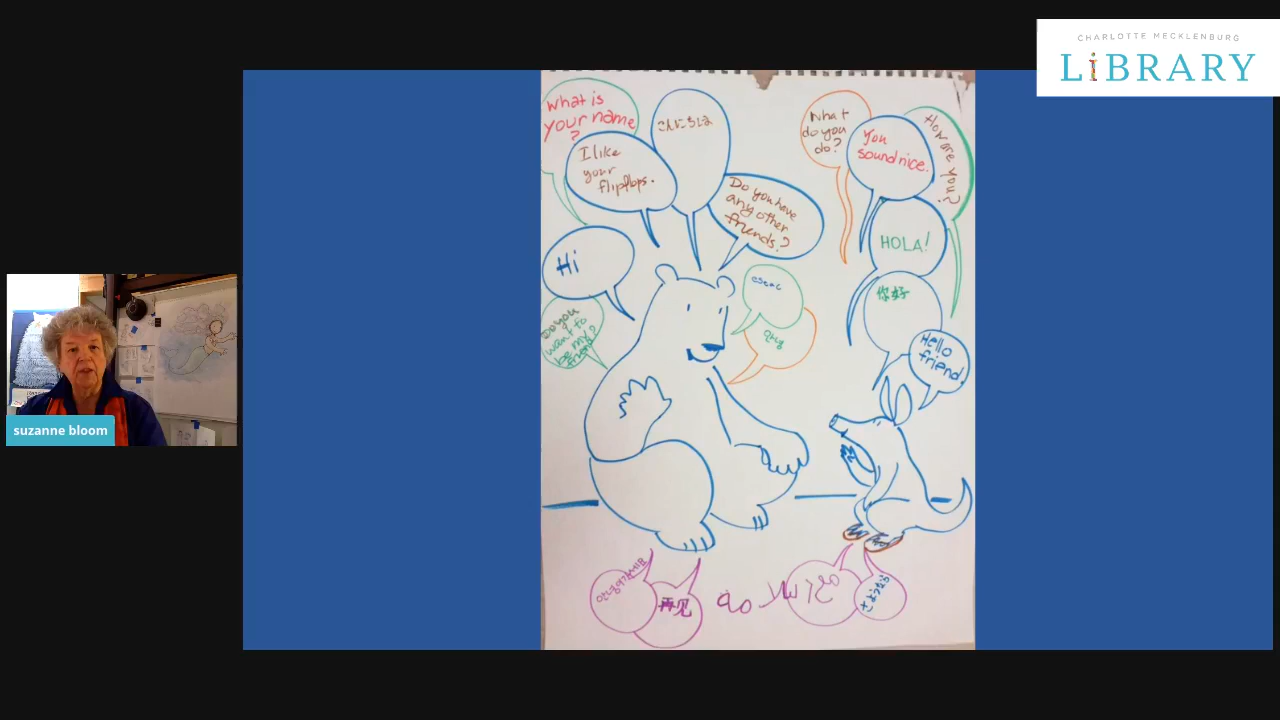 CHARLOTTE MECKLENBURG
LIBRARY
What is
your name
?
I like
your
flipflops.
こんにちは
Do you have
any other
friends?
What
do you
do?
You
sound nice.
How are you?
HOLA!
你好
Hello
friend.
Hi
Do you
want to
be my
friend?
suzanne bloom
再见
さようなら